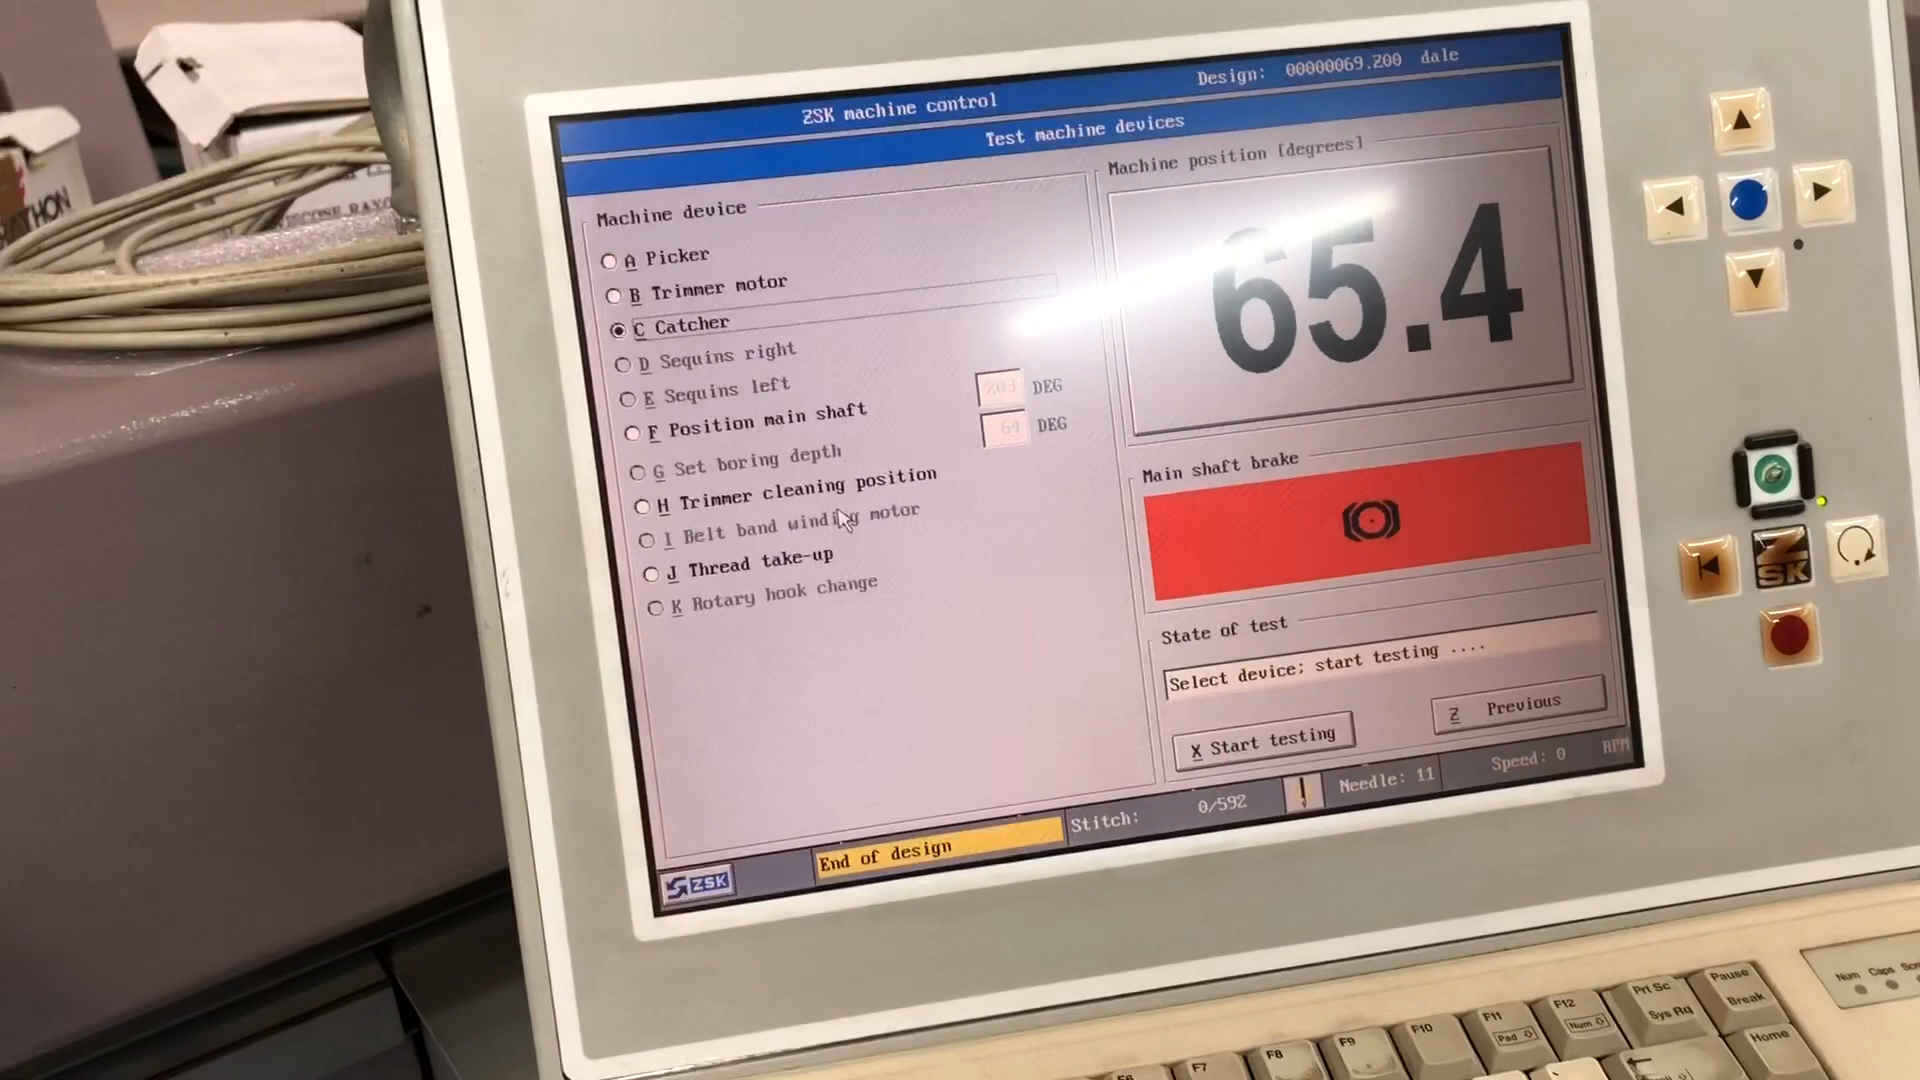 ZSK machine control
Design: 00000069.Z00 dale
Test machine devices
Machine device
A Picker
B Trimmer motor
C Catcher
D Sequins right
E Sequins left
F Position main shaft
203 DEG
G Set boring depth
64 DEG
H Trimmer cleaning position
I Belt band winding motor
J Thread take-up
K Rotary hook change
Machine position [degrees]
65.4
Main shaft brake
State of test
Select device; start testing ....
X Start testing
Z Previous
ZSK
End of design
Stitch: 0/592
Needle: 11
Speed: 0 RPM
Z
SK
F6
F7
F8
F9
F10
F11
Pad
F12
Num
Prt Sc
Sys Rq
Pause
Break
Home
Num
Caps